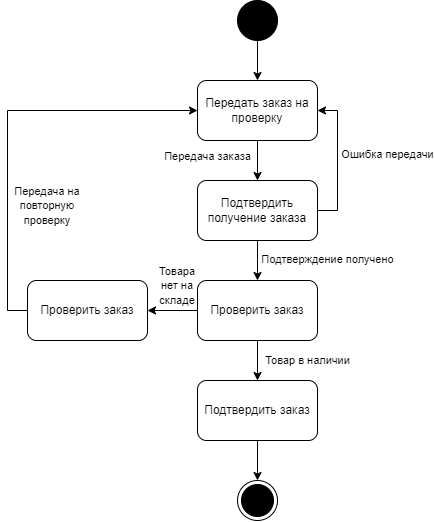 Передать заказ на
проверку
Передача заказа
Ошибка передачи
Передача на
повторную
проверку
Подтвердить
получение заказа
Подтверждение получено
Товара
нет на
складе
Проверить заказ
Проверить заказ
Товар в наличии
Подтвердить заказ